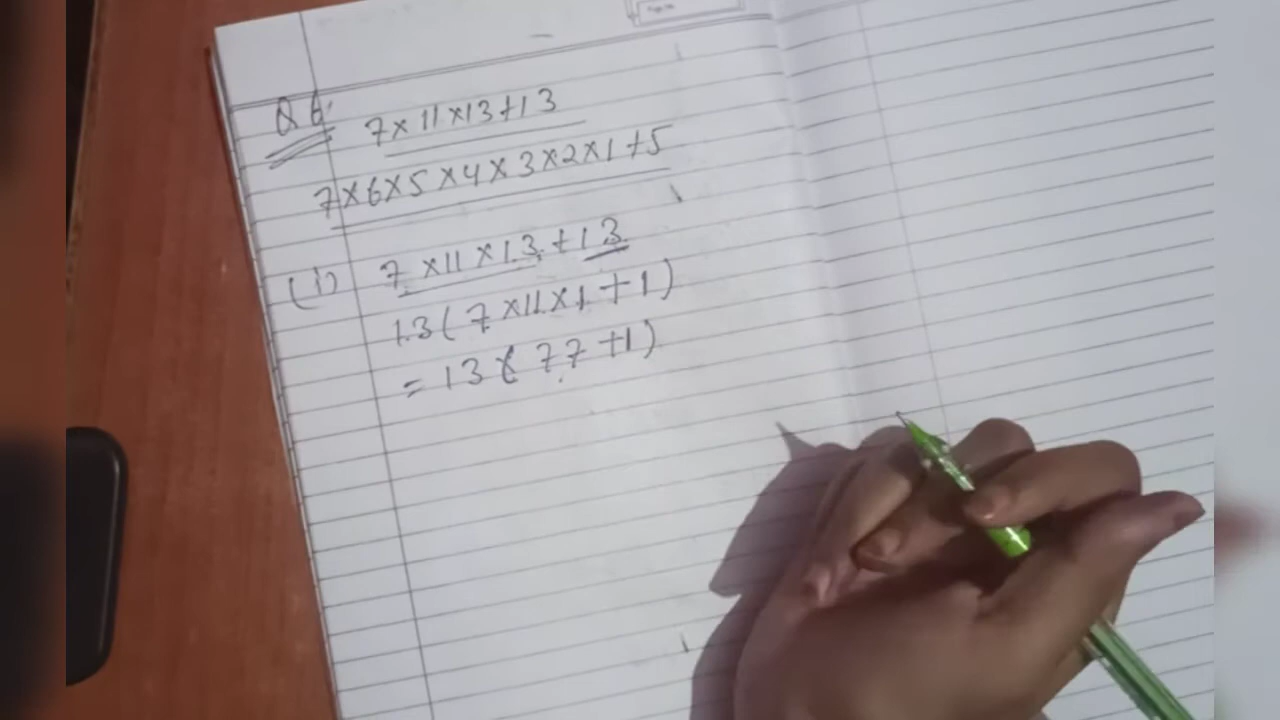 Q 6.
7×11×13+13
7×6×5×4×3×2×1+5
(i) 7×11×13+13
13(7×11×1+1)
=13(77+1)